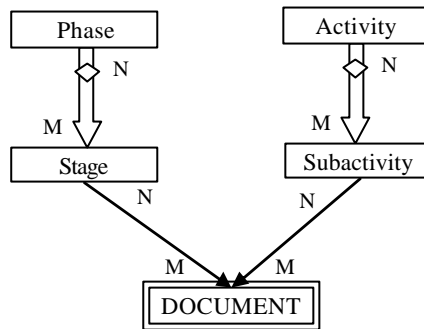 Phase Activity
N N
M M
Stage Subactivity
N N
M M
DOCUMENT